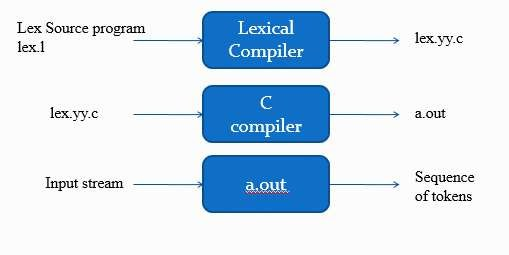 Lex Source program
lex.l
Lexical
Compiler
lex.yy.c
lex.yy.c
C
compiler
a.out
Input stream
a.out
Sequence
of tokens